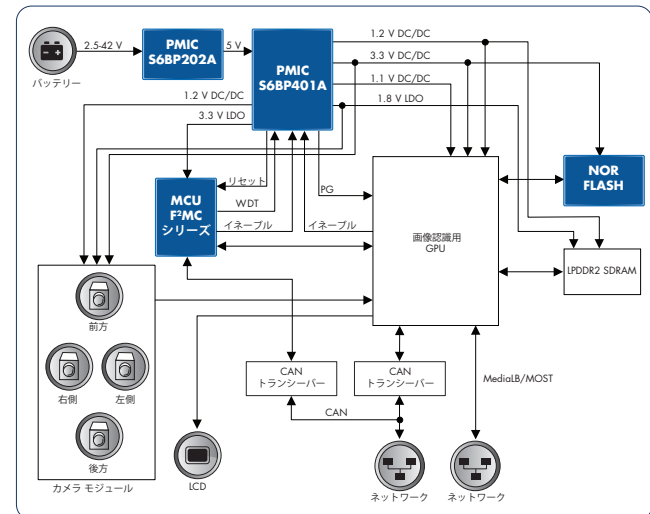 2.5-42 V
バッテリー
PMIC
S6BP202A
5 V
PMIC
S6BP401A
1.2 V DC/DC
3.3 V DC/DC
1.1 V DC/DC
1.8 V LDO
1.2 V DC/DC
3.3 V LDO
リセット
WDT
イネーブル
PG
イネーブル
MCU
F²MC
シリーズ
画像認識用
GPU
NOR
FLASH
LPDDR2 SDRAM
前方
右側
左側
後方
カメラ モジュール
LCD
CAN
トランシーバー
CAN
トランシーバー
CAN
MediaLB/MOST
ネットワーク
ネットワーク